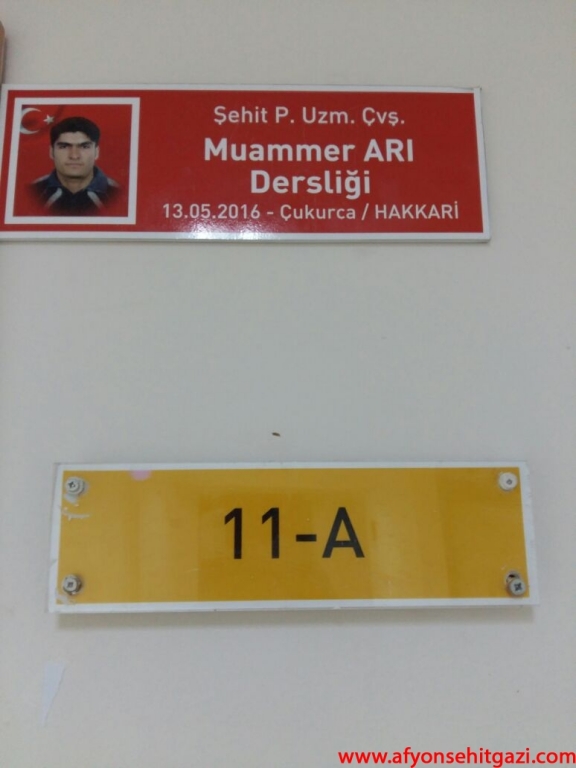 Şehit P. Uzm. Çvş.
Muammer ARI
Dersliği
13.05.2016 - Çukurca / HAKKARİ
11-A
www.afyonsehitgazi.com